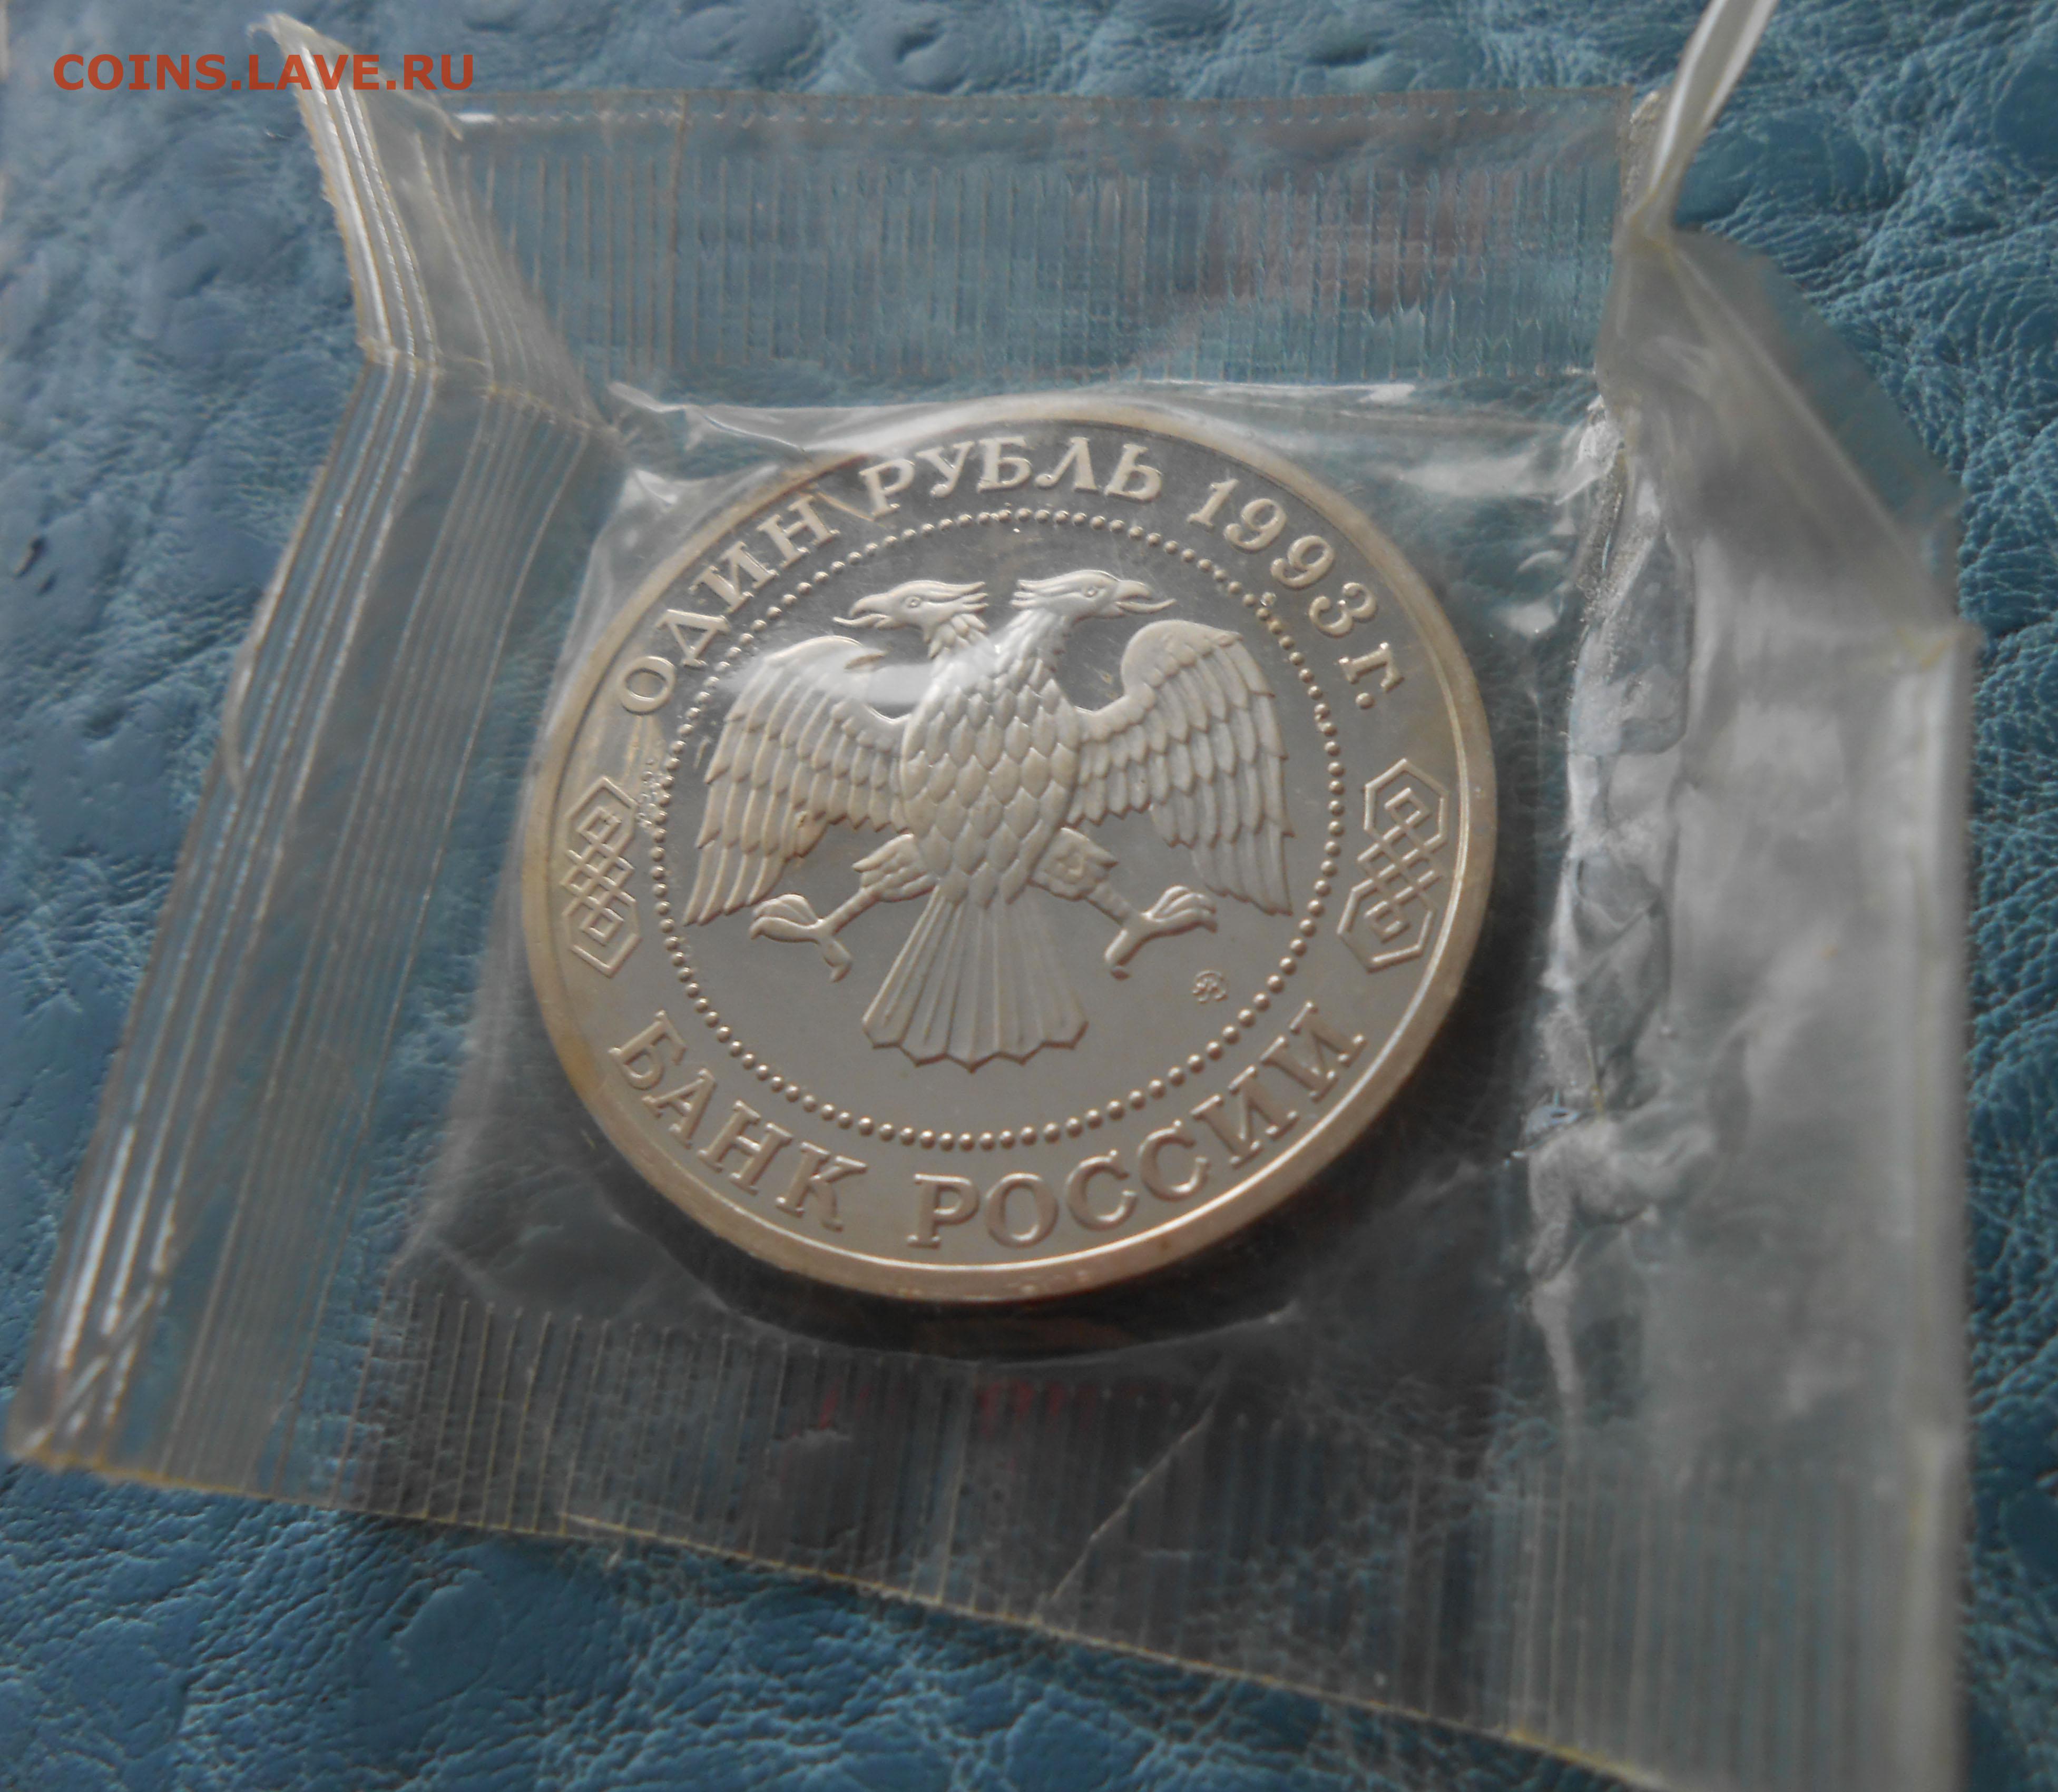 COINS.LAVE.RU
ОДИН РУБЛЬ 1993 г.
БАНК РОССИИ